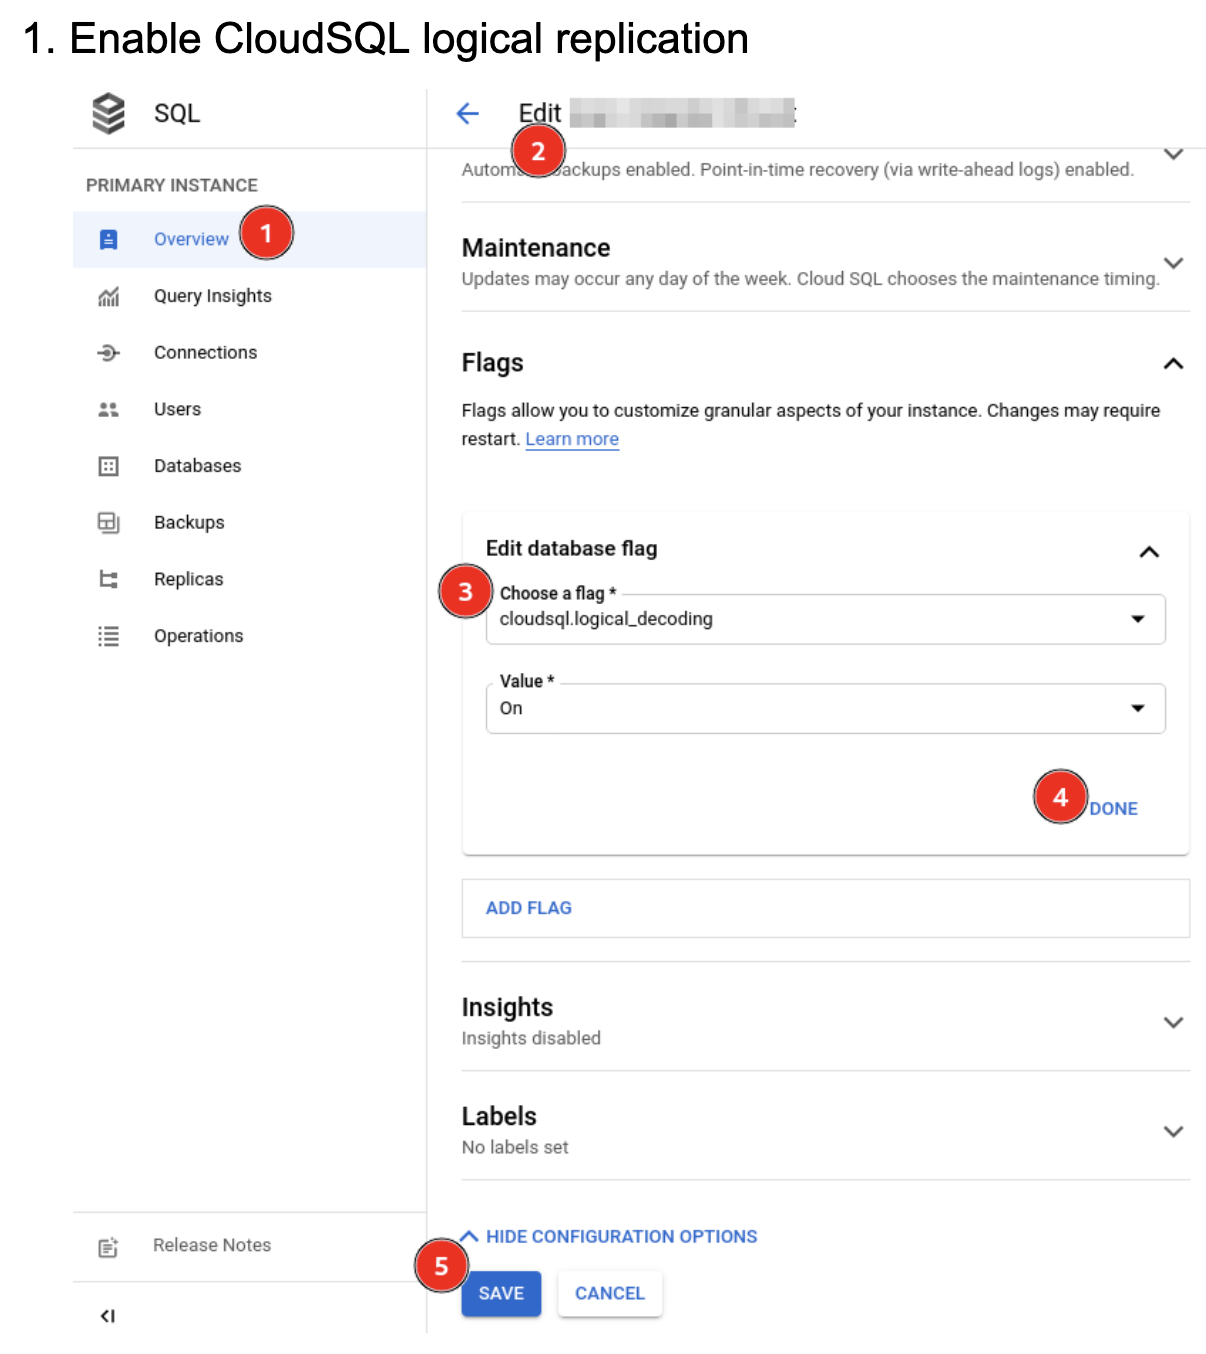 1. Enable CloudSQL logical replication
SQL
Edit
2
PRIMARY INSTANCE
Overview
1
Query Insights
Connections
Users
Databases
Backups
Replicas
Operations
Release Notes
backups enabled. Point-in-time recovery (via write-ahead logs) enabled.
Maintenance
Updates may occur any day of the week. Cloud SQL chooses the maintenance timing.
Flags
Flags allow you to customize granular aspects of your instance. Changes may require
restart. Learn more
Edit database flag
3
Choose a flag *
cloudsql.logical_decoding
Value *
On
4
DONE
ADD FLAG
Insights
Insights disabled
Labels
No labels set
HIDE CONFIGURATION OPTIONS
5
SAVE
CANCEL